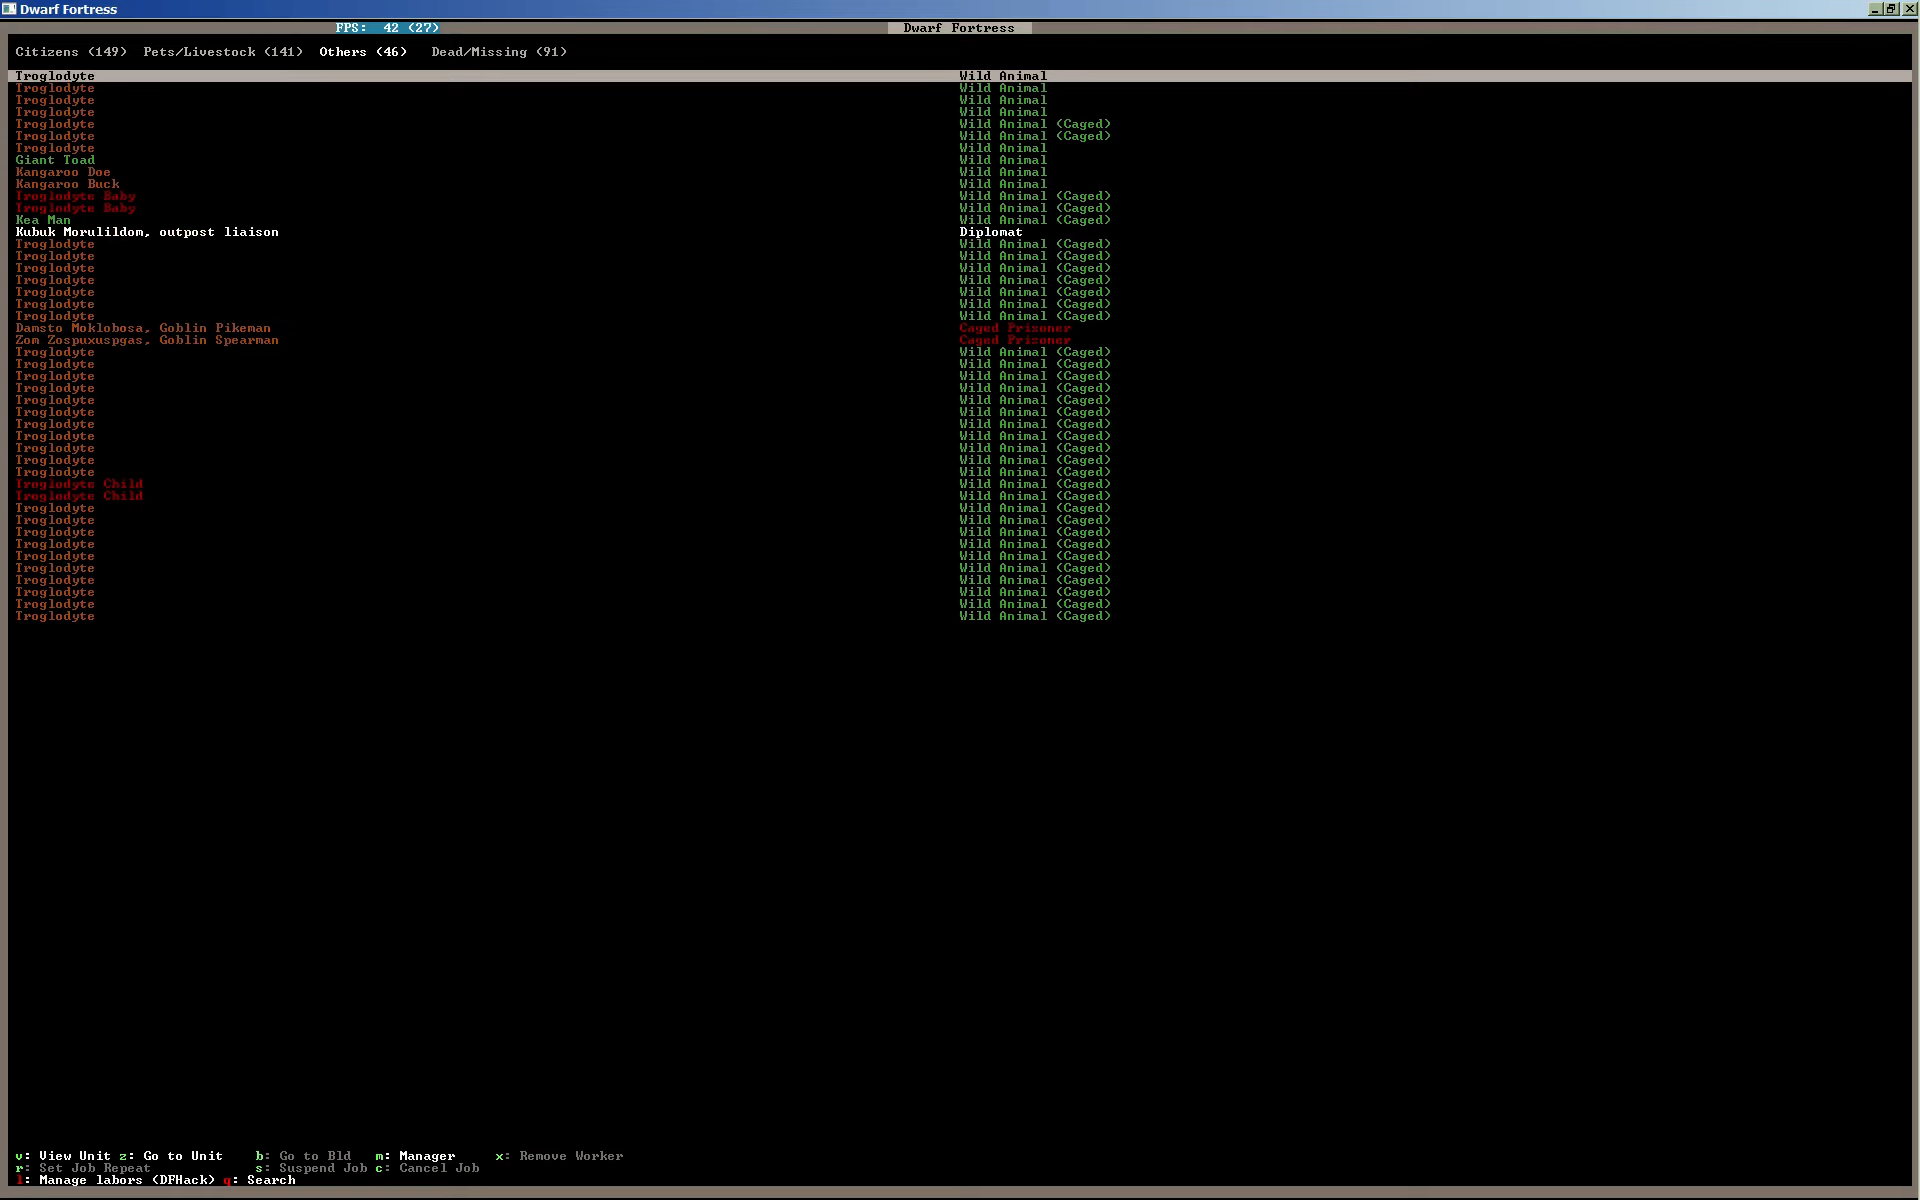 Dwarf Fortress
FPS: 42 (27) Dwarf Fortress
Citizens (149) Pets/Livestock (141) Others (46) Dead/Missing (91)
Troglodyte Wild Animal
Troglodyte Wild Animal
Troglodyte Wild Animal
Troglodyte Wild Animal
Troglodyte Wild Animal (Caged)
Troglodyte Wild Animal (Caged)
Troglodyte Wild Animal
Giant Toad Wild Animal
Kangaroo Doe Wild Animal
Kangaroo Buck Wild Animal
Troglodyte Baby Wild Animal (Caged)
Troglodyte Baby Wild Animal (Caged)
Kea Man Wild Animal (Caged)
Kubuk Morulildom, outpost liaison Diplomat
Troglodyte Wild Animal (Caged)
Troglodyte Wild Animal (Caged)
Troglodyte Wild Animal (Caged)
Troglodyte Wild Animal (Caged)
Troglodyte Wild Animal (Caged)
Troglodyte Wild Animal (Caged)
Troglodyte Wild Animal (Caged)
Damsto Moklobosa, Goblin Pikeman Caged Prisoner
Zom Zospuxuspgas, Goblin Spearman Caged Prisoner
Troglodyte Wild Animal (Caged)
Troglodyte Wild Animal (Caged)
Troglodyte Wild Animal (Caged)
Troglodyte Wild Animal (Caged)
Troglodyte Wild Animal (Caged)
Troglodyte Wild Animal (Caged)
Troglodyte Wild Animal (Caged)
Troglodyte Wild Animal (Caged)
Troglodyte Wild Animal (Caged)
Troglodyte Wild Animal (Caged)
Troglodyte Wild Animal (Caged)
Troglodyte Child Wild Animal (Caged)
Troglodyte Child Wild Animal (Caged)
Troglodyte Wild Animal (Caged)
Troglodyte Wild Animal (Caged)
Troglodyte Wild Animal (Caged)
Troglodyte Wild Animal (Caged)
Troglodyte Wild Animal (Caged)
Troglodyte Wild Animal (Caged)
Troglodyte Wild Animal (Caged)
Troglodyte Wild Animal (Caged)
Troglodyte Wild Animal (Caged)
Troglodyte Wild Animal (Caged)
v: View Unit z: Go to Unit b: Go to Bld m: Manager x: Remove Worker
r: Set Job Repeat s: Suspend Job c: Cancel Job
l: Manage labors (DFHack) q: Search